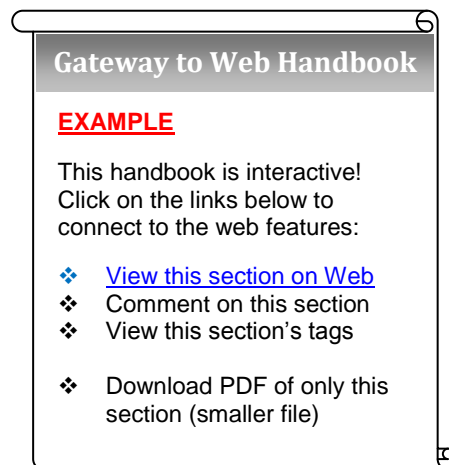 Gateway to Web Handbook
EXAMPLE
This handbook is interactive!
Click on the links below to
connect to the web features:
❖ View this section on Web
❖ Comment on this section
❖ View this section's tags
❖ Download PDF of only this
section (smaller file)